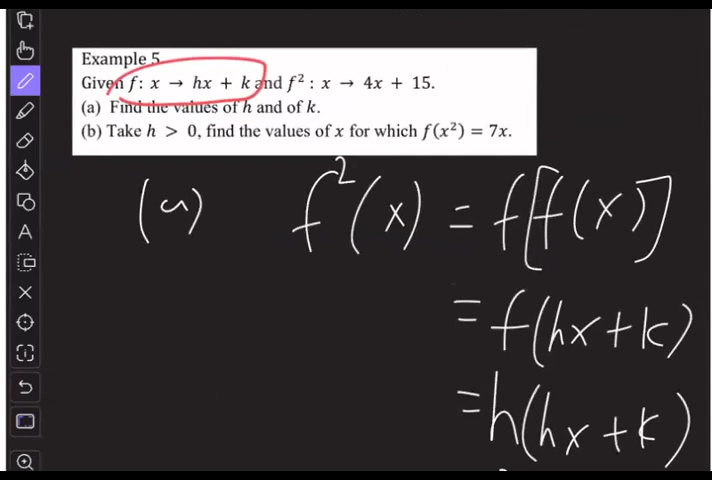 Example 5
Given f: x → hx + k and f² : x → 4x + 15.
(a) Find the values of h and of k.
(b) Take h > 0, find the values of x for which f(x²) = 7x.
(a) f²(x) = f[f(x)]
= f(hx + k)
= h(hx + k)